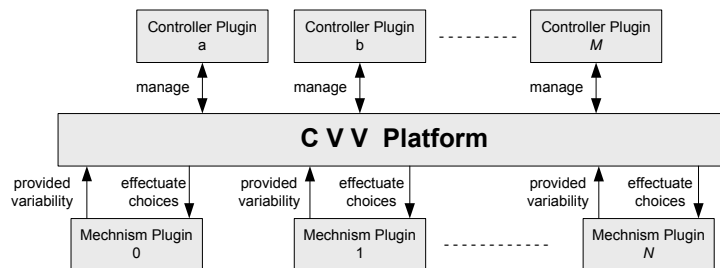 Controller Plugin
a
Controller Plugin
b
Controller Plugin
M
manage
manage
manage
C V V Platform
provided
variability
effectuate
choices
provided
variability
effectuate
choices
provided
variability
effectuate
choices
Mechnism Plugin
0
Mechnism Plugin
1
Mechnism Plugin
N